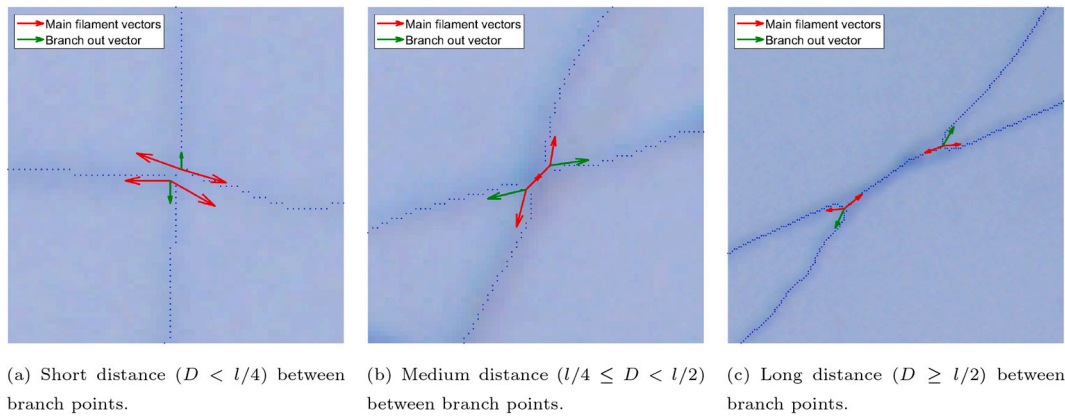 Main filament vectors
Branch out vector
Main filament vectors
Branch out vector
Main filament vectors
Branch out vector
(a) Short distance (D < l/4) between
branch points.
(b) Medium distance (l/4 ≤ D < l/2)
between branch points.
(c) Long distance (D ≥ l/2) between
branch points.